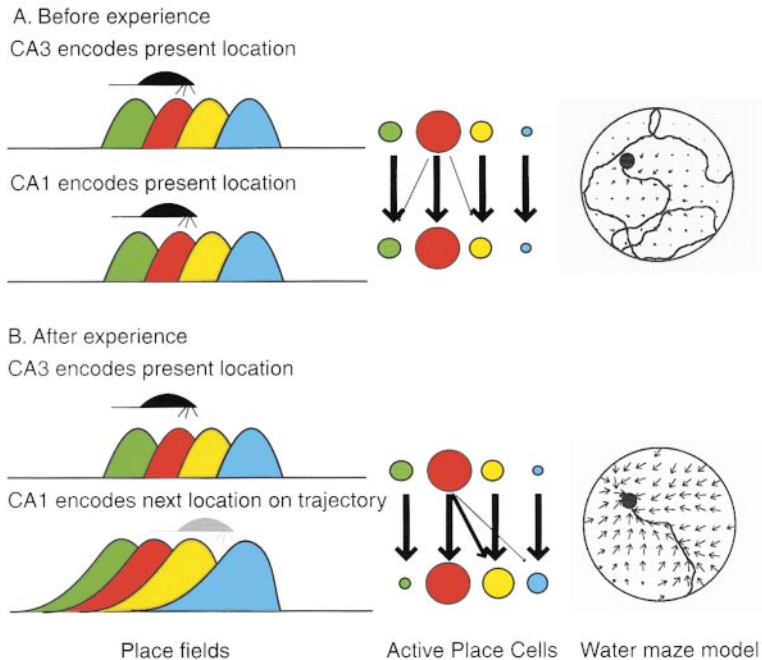 A. Before experience
CA3 encodes present location
CA1 encodes present location
B. After experience
CA3 encodes present location
CA1 encodes next location on trajectory
Place fields
Active Place Cells
Water maze model